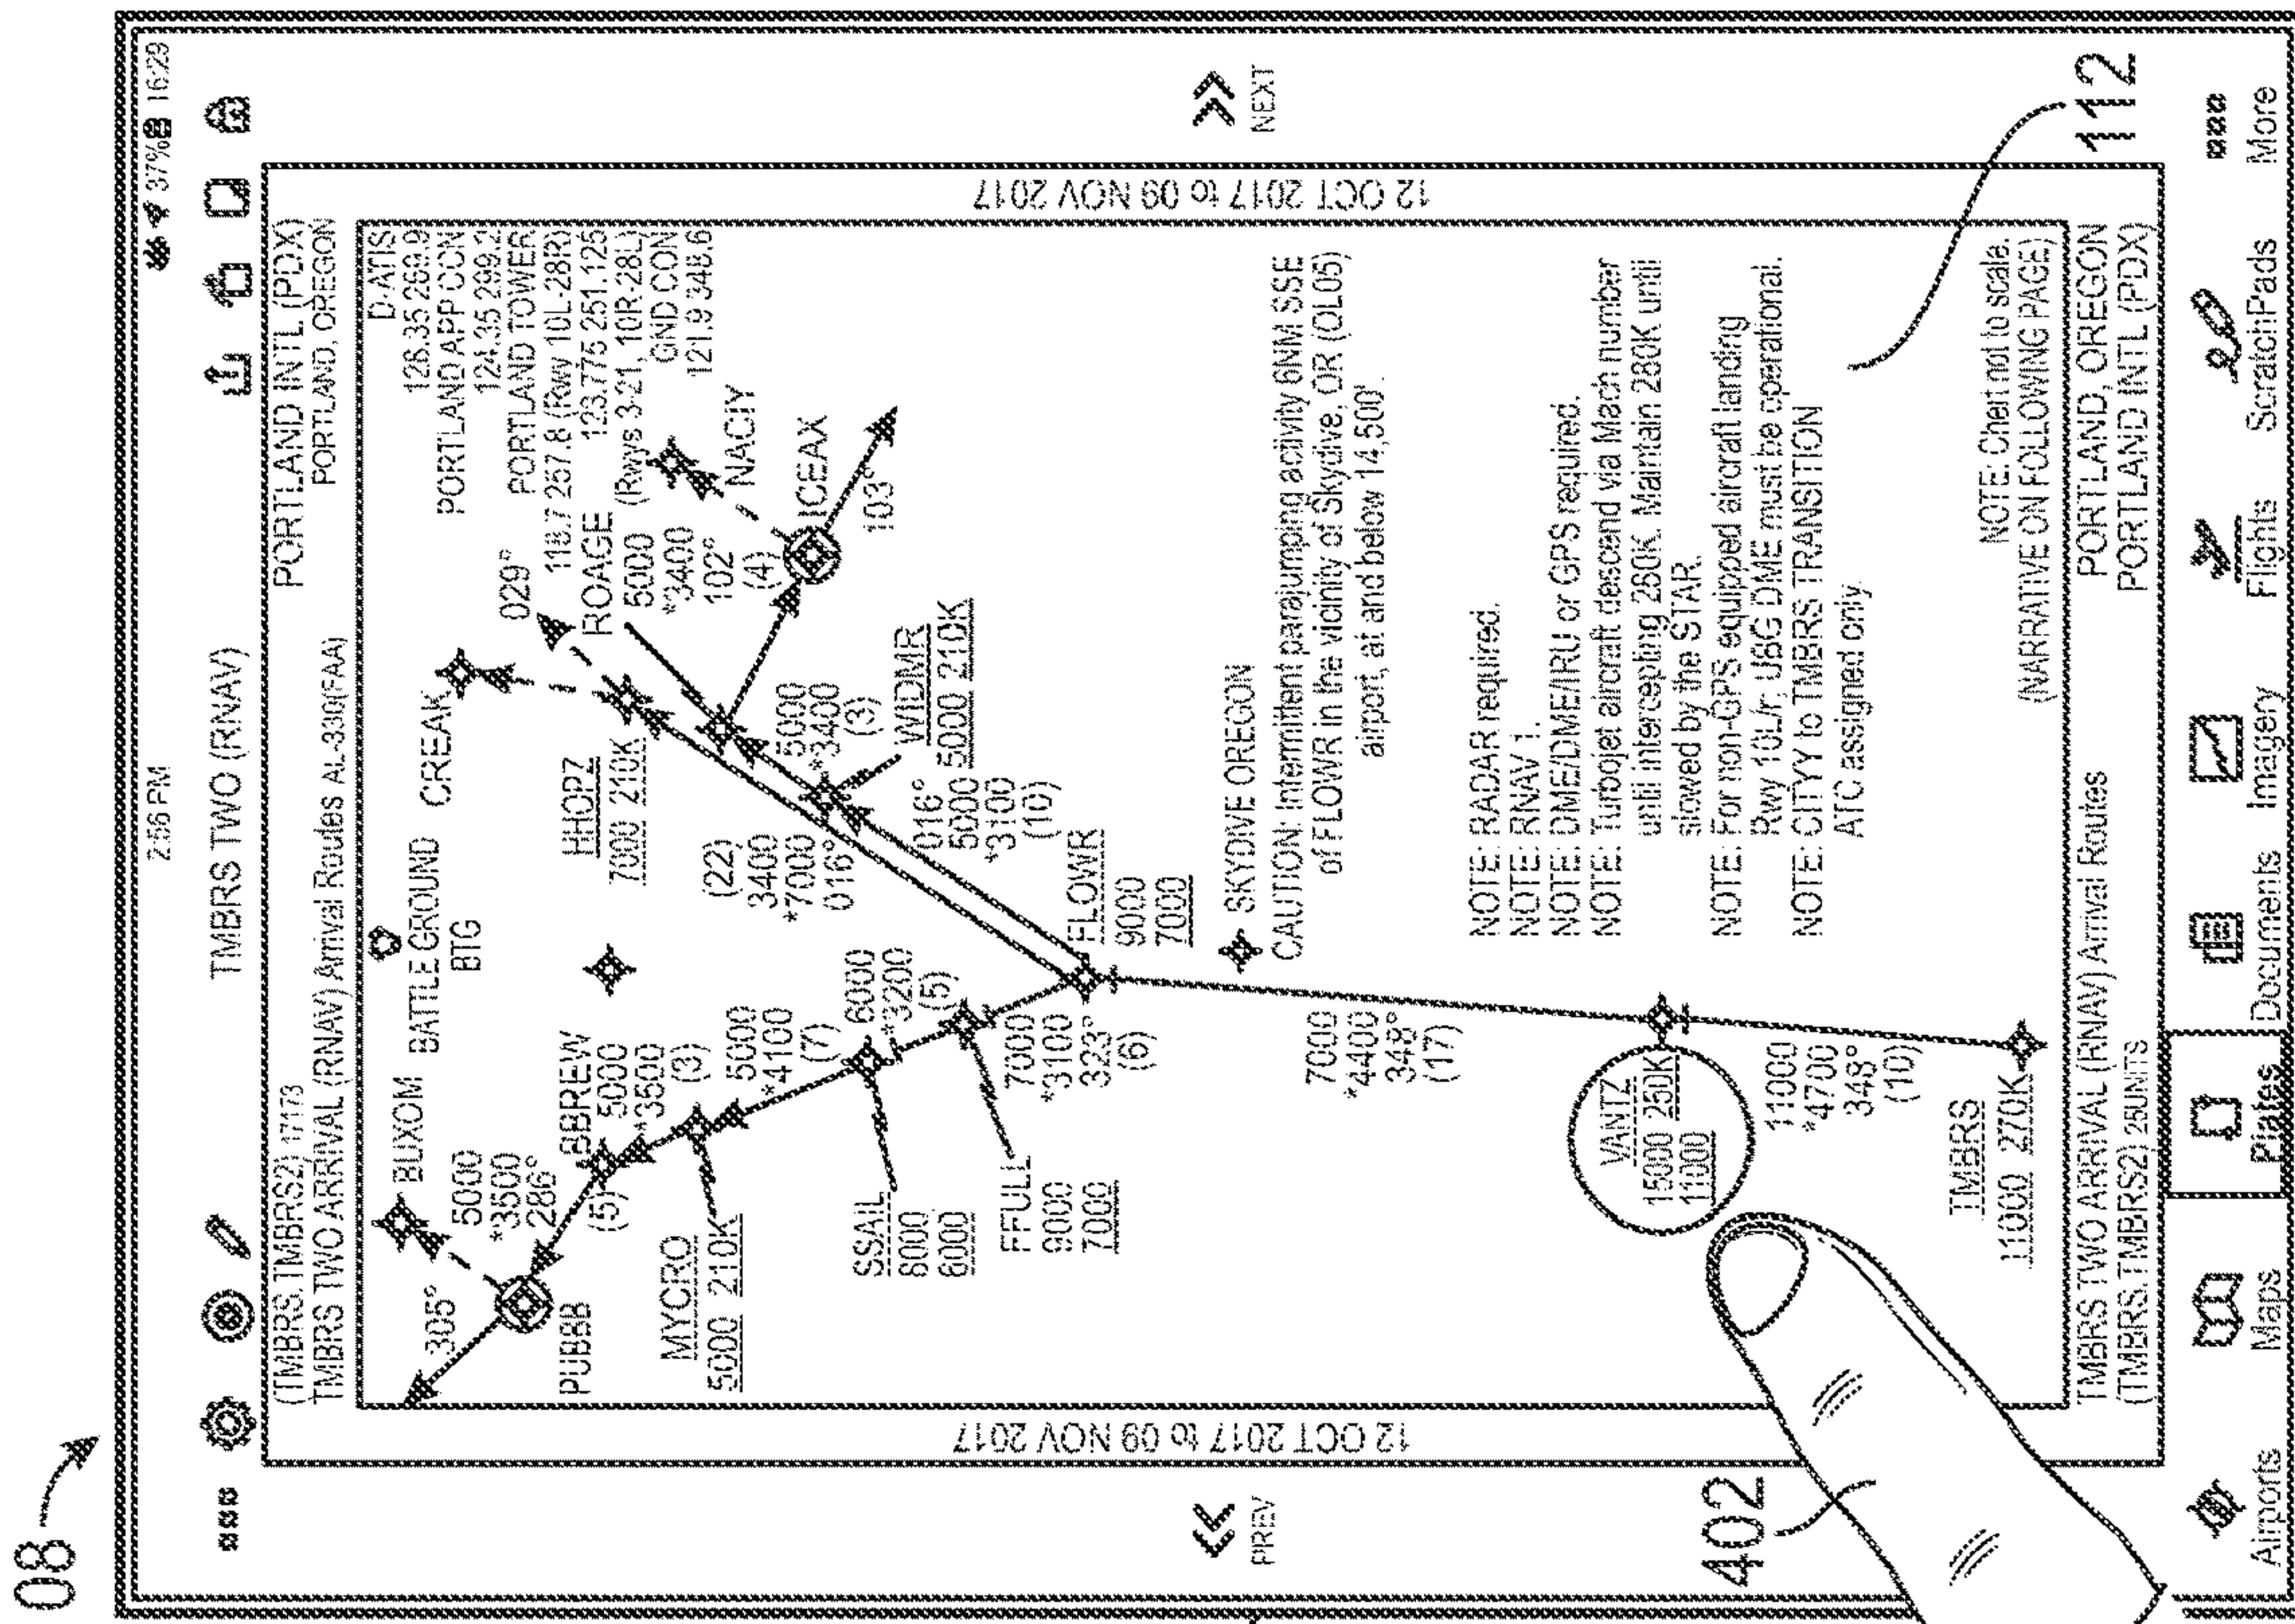 08
2:56 PM
37% 16:29
TMBRS TWO (RNAV)
(TMBRS.TMBRS2) 17173
PORTLAND INTL (PDX)
TMBRS TWO ARRIVAL (RNAV) Arrival Routes AL-330(FAA)
PORTLAND, OREGON
D-ATIS
128.35 269.9
PORTLAND APP CON
124.35 299.2
PORTLAND TOWER
118.7 257.8 (Rwy 10L-28R)
123.775 251.125
(Rwys 3-21, 10R 28L)
GND CON
121.9 348.6
BUXOM
BATTLE GROUND
BTG
CREAK
029°
305°
5000
*3500
286°
(5)
PUBBB
BBREW
5000
*3500
(3)
MYCRO
5000 210K
5000
*4100
(7)
HHOPZ
7000 210K
ROAGE
5000
*3400
102°
(4)
NACIY
ICEAX
103°
5000
*3400
(3)
WIDMR
5000 210K
(22)
3400
*7000
016°
016°
5000
*3100
(10)
SSAIL
8000
6000
6000
*3200
(5)
FFULL
9000
7000
7000
*3100
323°
(6)
FLOWR
9000
7000
PREV
NEXT
12 OCT 2017 to 09 NOV 2017
12 OCT 2017 to 09 NOV 2017
SKYDIVE OREGON
CAUTION: Intermittent parajumping activity 6NM SSE
of FLOWR in the vicinity of Skydive, OR (OL05)
airport, at and below 14,500'.
7000
*4400
348°
(17)
NOTE: RADAR required.
NOTE: RNAV 1.
NOTE: DME/DME/IRU or GPS required.
NOTE: Turbojet aircraft descend via Mach number
until intercepting 280K. Maintain 280K until
slowed by the STAR.
NOTE: For non-GPS equipped aircraft landing
Rwy 10L/r, UBG DME must be operational.
NOTE: CITYY to TMBRS TRANSITION
ATC assigned only.
VANTZ
15000 250K
11000
11000
*4700
348°
(10)
TMBRS
11000 270K
402
112
NOTE: Chart not to scale.
(NARRATIVE ON FOLLOWING PAGE)
TMBRS TWO ARRIVAL (RNAV) Arrival Routes
PORTLAND, OREGON
(TMBRS.TMBRS2) 26UNTS
PORTLAND INTL (PDX)
Airports
Maps
Plates
Documents
Imagery
Flights
ScratchPads
More